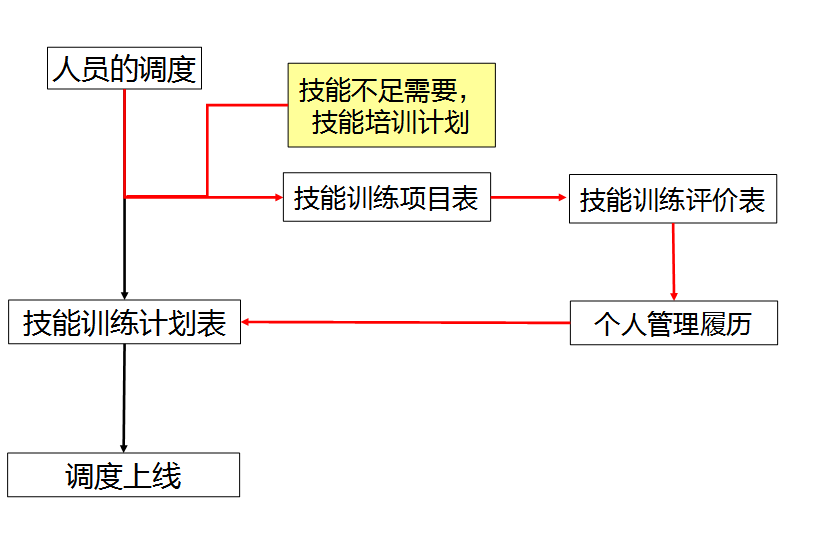 人员的调度
技能不足需要，
技能培训计划
技能训练项目表
技能训练评价表
技能训练计划表
个人管理履历
调度上线